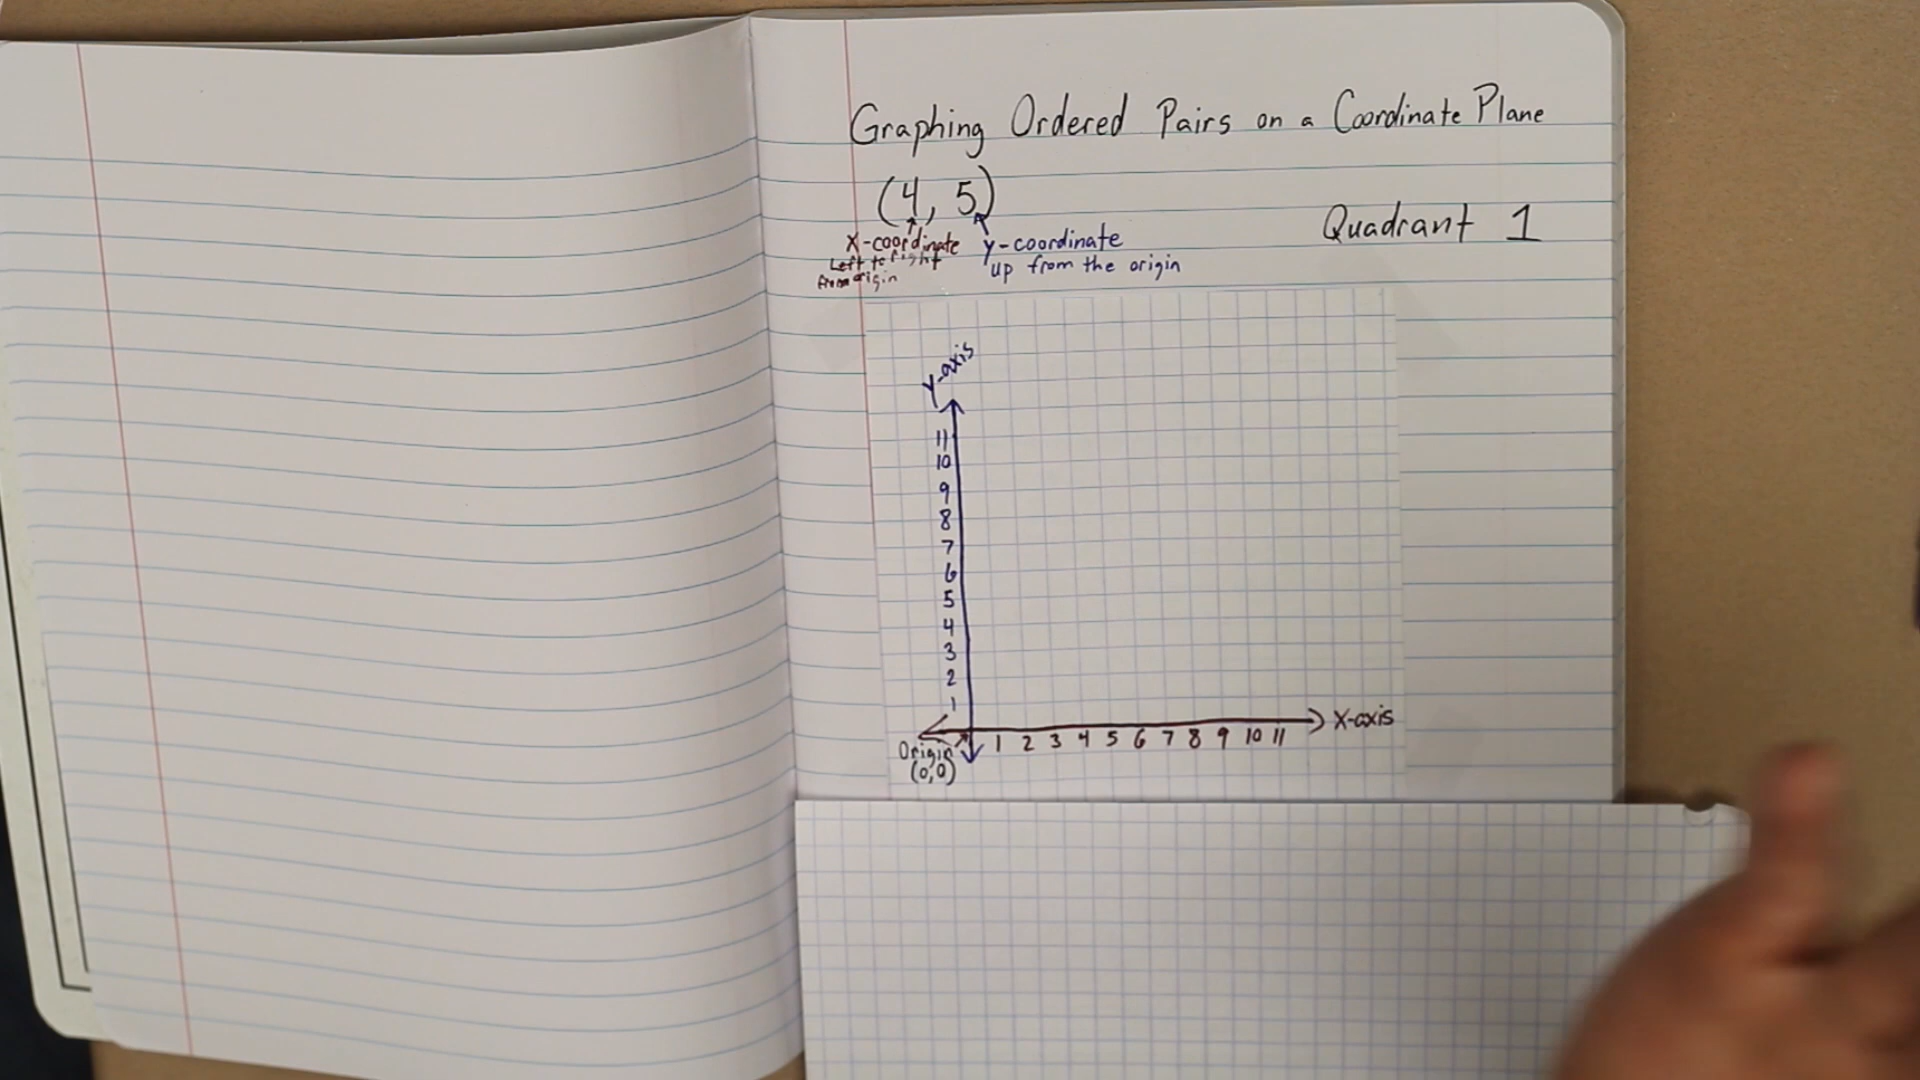 Graphing Ordered Pairs on a Coordinate Plane
(4, 5)
Quadrant 1
X-coordinate
Left to right
from origin
y-coordinate
up from the origin
Y-axis
11
10
9
8
7
6
5
4
3
2
1
X-axis
1 2 3 4 5 6 7 8 9 10 11
Origin
(0,0)